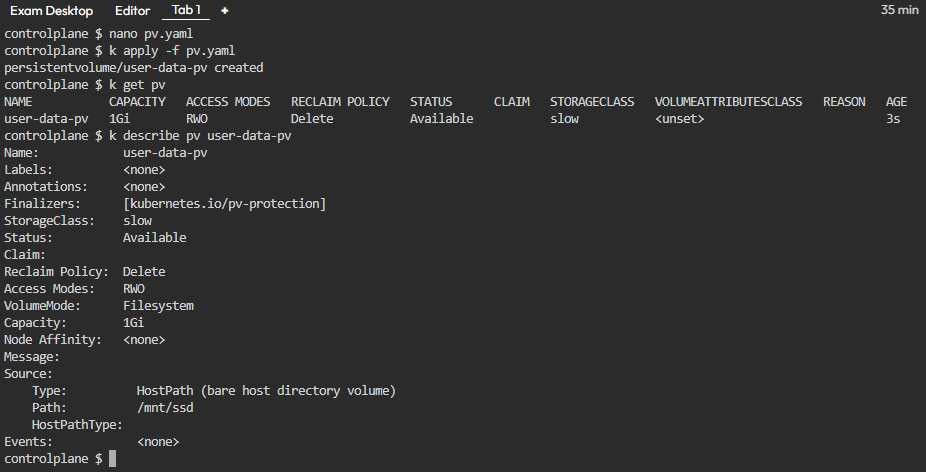 Exam Desktop Editor Tab 1 + 35 min
controlplane $ nano pv.yaml
controlplane $ k apply -f pv.yaml
persistentvolume/user-data-pv created
controlplane $ k get pv
NAME CAPACITY ACCESS MODES RECLAIM POLICY STATUS CLAIM STORAGECLASS VOLUMEATTRIBUTESCLASS REASON AGE
user-data-pv 1Gi RWO Delete Available slow <unset> 3s
controlplane $ k describe pv user-data-pv
Name: user-data-pv
Labels: <none>
Annotations: <none>
Finalizers: [kubernetes.io/pv-protection]
StorageClass: slow
Status: Available
Claim:
Reclaim Policy: Delete
Access Modes: RWO
VolumeMode: Filesystem
Capacity: 1Gi
Node Affinity: <none>
Message:
Source:
Type: HostPath (bare host directory volume)
Path: /mnt/ssd
HostPathType:
Events: <none>
controlplane $